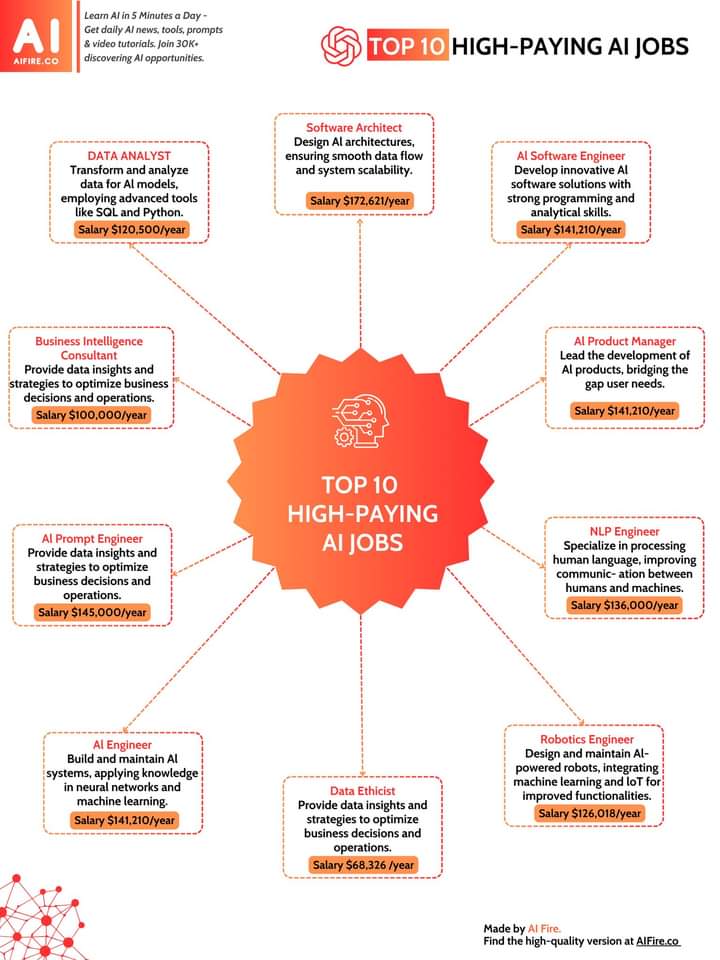 AI
AIFIRE.CO
Learn AI in 5 Minutes a Day -
Get daily AI news, tools, prompts
& video tutorials. Join 30K+
discovering AI opportunities.
TOP 10 HIGH-PAYING AI JOBS
DATA ANALYST
Transform and analyze
data for AI models,
employing advanced tools
like SQL and Python.
Salary $120,500/year
Software Architect
Design AI architectures,
ensuring smooth data flow
and system scalability.
Salary $172,621/year
AI Software Engineer
Develop innovative AI
software solutions with
strong programming and
analytical skills.
Salary $141,210/year
Business Intelligence
Consultant
Provide data insights and
strategies to optimize business
decisions and operations.
Salary $100,000/year
AI Product Manager
Lead the development of
AI products, bridging the
gap user needs.
Salary $141,210/year
TOP 10
HIGH-PAYING
AI JOBS
AI Prompt Engineer
Provide data insights and
strategies to optimize
business decisions and
operations.
Salary $145,000/year
NLP Engineer
Specialize in processing
human language, improving
communic- ation between
humans and machines.
Salary $136,000/year
AI Engineer
Build and maintain AI
systems, applying knowledge
in neural networks and
machine learning.
Salary $141,210/year
Data Ethicist
Provide data insights and
strategies to optimize
business decisions and
operations.
Salary $68,326 /year
Robotics Engineer
Design and maintain AI-
powered robots, integrating
machine learning and IoT for
improved functionalities.
Salary $126,018/year
Made by AI Fire.
Find the high-quality version at AIFire.co